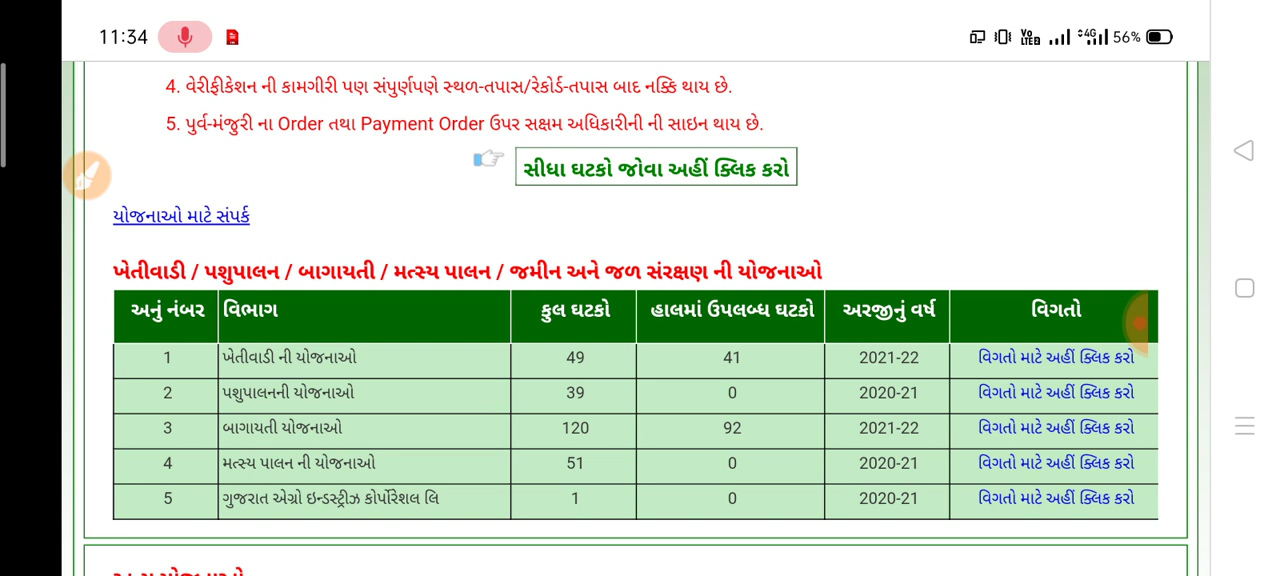 11:34 56%
4. વેરીફીકેશન ની કામગીરી પણ સંપુર્ણપણે સ્થળ-તપાસ/રેકોર્ડ-તપાસ બાદ નક્કિ થાય છે.
5. પુર્વ-મંજુરી ના Order તથા Payment Order ઉપર સક્ષમ અધિકારીની ની સાઇન થાય છે.
સીધા ઘટકો જોવા અહીં ક્લિક કરો
યોજનાઓ માટે સંપર્ક
ખેતીવાડી / પશુપાલન / બાગાયતી / મત્સ્ય પાલન / જમીન અને જળ સંરક્ષણ ની યોજનાઓ
અનું નંબર વિભાગ કુલ ઘટકો હાલમાં ઉપલબ્ધ ઘટકો અરજીનું વર્ષ વિગતો
1 ખેતીવાડી ની યોજનાઓ 49 41 2021-22 વિગતો માટે અહીં ક્લિક કરો
2 પશુપાલનની યોજનાઓ 39 0 2020-21 વિગતો માટે અહીં ક્લિક કરો
3 બાગાયતી યોજનાઓ 120 92 2021-22 વિગતો માટે અહીં ક્લિક કરો
4 મત્સ્ય પાલન ની યોજનાઓ 51 0 2020-21 વિગતો માટે અહીં ક્લિક કરો
5 ગુજરાત એગ્રો ઇન્ડસ્ટ્રીઝ કોર્પોરેશલ લિ 1 0 2020-21 વિગતો માટે અહીં ક્લિક કરો